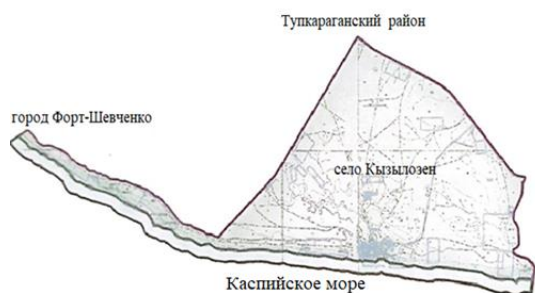 Тупкараганский район
город Форт-Шевченко
село Кызылозен
Каспийское море